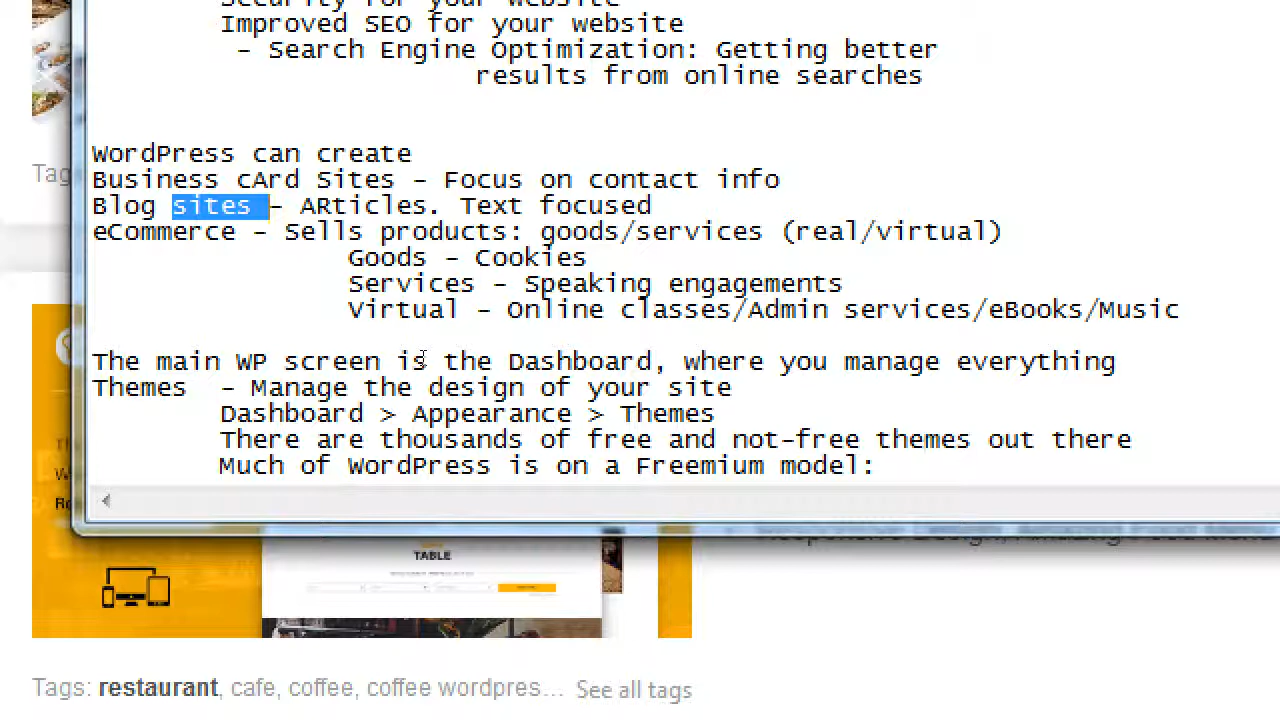 Security for your website
Improved SEO for your website
- Search Engine Optimization: Getting better
results from online searches
WordPress can create
Business cArd Sites - Focus on contact info
Blog sites - ARticles. Text focused
eCommerce - Sells products: goods/services (real/virtual)
Goods - Cookies
Services - Speaking engagements
Virtual - Online classes/Admin services/eBooks/Music
The main WP screen is the Dashboard, where you manage everything
Themes - Manage the design of your site
Dashboard > Appearance > Themes
There are thousands of free and not-free themes out there
Much of WordPress is on a Freemium model:
TABLE
Tags: restaurant, cafe, coffee, coffee wordpres... See all tags